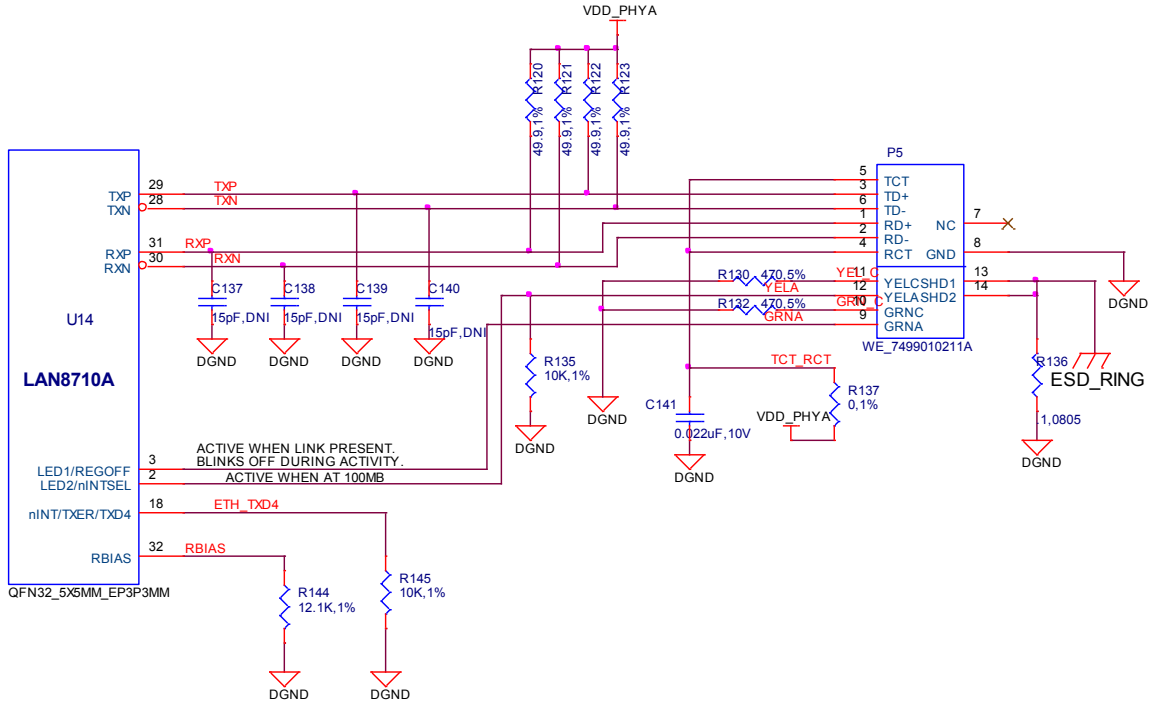 VDD_PHYA
R120
R121
R122
R123
49.9,1%
49.9,1%
49.9,1%
49.9,1%
P5
29
TXP
TXP
28
TXN
TXN
31
RXP
RXP
30
RXN
RXN
5
TCT
3
TD+
6
TD-
1
RD+
2
RD-
4
RCT
NC
7
GND
8
11
YELC
SHD1
13
12
YELA
SHD2
14
10
GRNC
9
GRNA
R130
470,5%
YEL_C
YELA
R132
470,5%
GRN_C
GRNA
WE_7499010211A
DGND
C137
15pF,DNI
DGND
C138
15pF,DNI
DGND
C139
15pF,DNI
DGND
C140
15pF,DNI
DGND
U14
LAN8710A
R135
10K,1%
DGND
DGND
TCT_RCT
R137
0,1%
VDD_PHYA
C141
0.022uF,10V
DGND
R136
1,0805
DGND
ESD_RING
ACTIVE WHEN LINK PRESENT.
BLINKS OFF DURING ACTIVITY.
LED1/REGOFF
3
ACTIVE WHEN AT 100MB
LED2/nINTSEL
2
nINT/TXER/TXD4
18
ETH_TXD4
RBIAS
32
RBIAS
QFN32_5X5MM_EP3P3MM
R144
12.1K,1%
DGND
R145
10K,1%
DGND